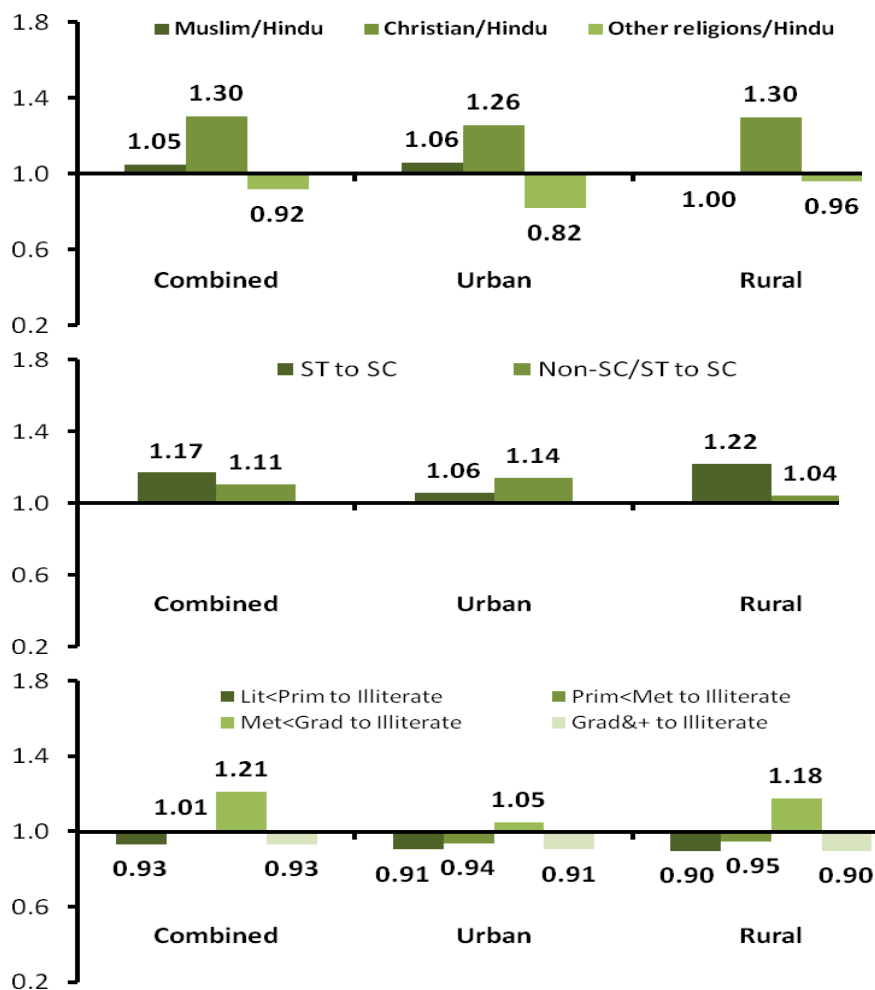 1.8
Muslim/Hindu Christian/Hindu Other religions/Hindu
1.4
1.05 1.30 1.06 1.26 1.30
1.0
0.92 0.82 1.00 0.96
0.6
Combined Urban Rural
0.2
1.8
ST to SC Non-SC/ST to SC
1.4
1.17 1.11 1.06 1.14 1.22 1.04
1.0
0.6
Combined Urban Rural
0.2
1.8
Lit<Prim to Illiterate Prim<Met to Illiterate
Met<Grad to Illiterate Grad&+ to Illiterate
1.4
1.01 1.21 1.05 1.18
1.0
0.93 0.93 0.91 0.94 0.91 0.90 0.95 0.90
0.6
Combined Urban Rural
0.2